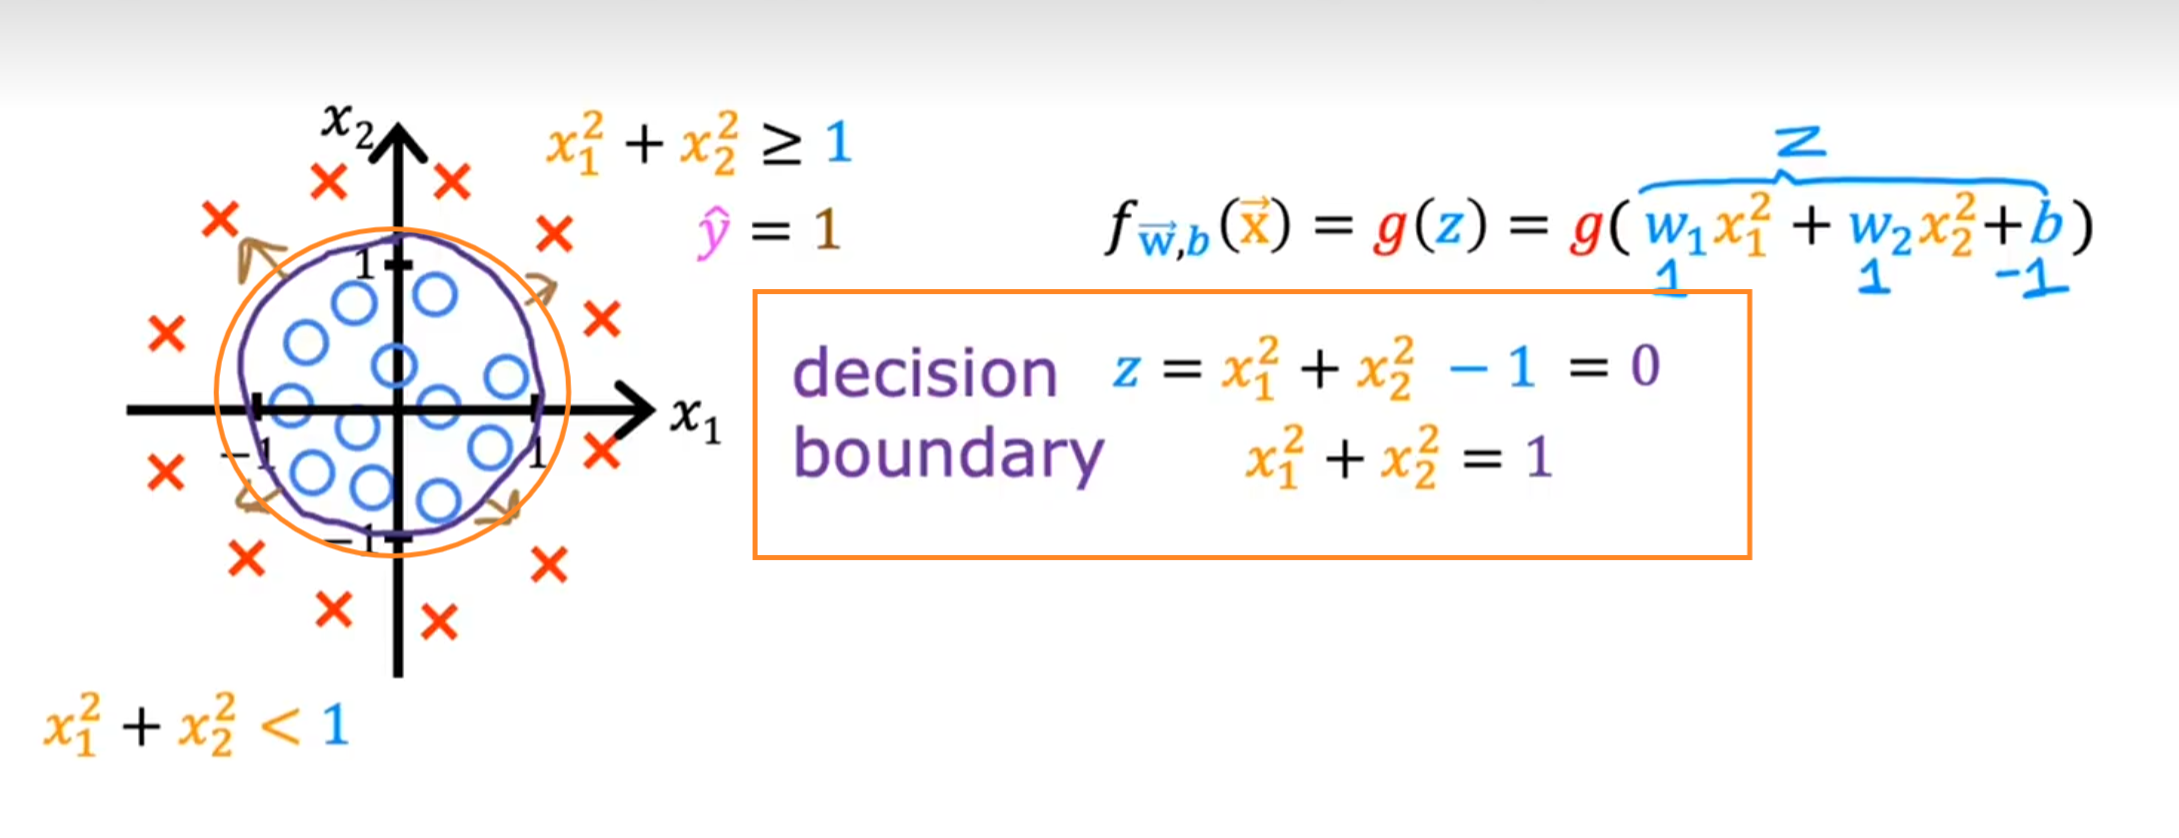 x₂
x₁² + x₂² ≥ 1
ŷ = 1
z
f_{w⃗,b}(x⃗) = g(z) = g(w₁x₁² + w₂x₂² + b)
1 1 -1
1
-1 1
x₁
-1
decision z = x₁² + x₂² − 1 = 0
boundary x₁² + x₂² = 1
x₁² + x₂² < 1